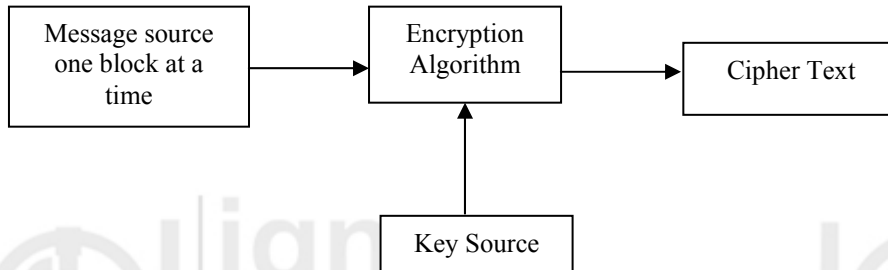 Message source
one block at a
time
Encryption
Algorithm
Cipher Text
Key Source